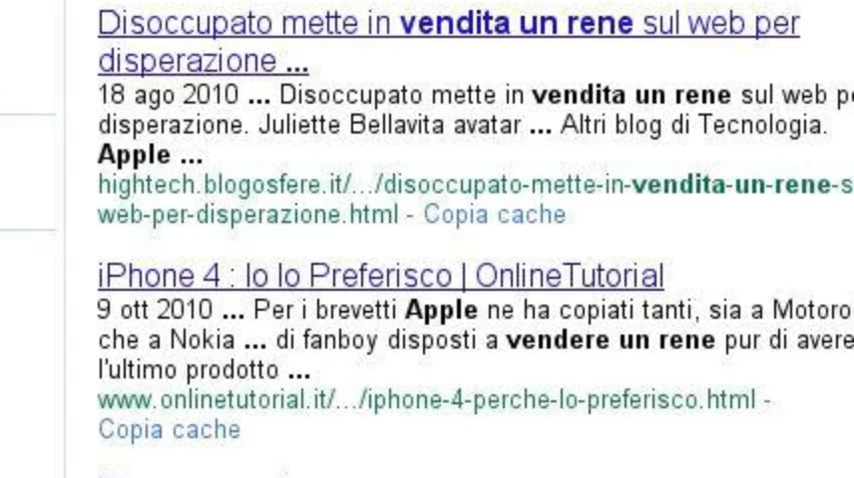 Disoccupato mette in vendita un rene sul web per
disperazione ...
18 ago 2010 ... Disoccupato mette in vendita un rene sul web pe
disperazione. Juliette Bellavita avatar ... Altri blog di Tecnologia.
Apple ...
hightech.blogosfere.it/.../disoccupato-mette-in-vendita-un-rene-s
web-per-disperazione.html - Copia cache
iPhone 4 : Io lo Preferisco | OnlineTutorial
9 ott 2010 ... Per i brevetti Apple ne ha copiati tanti, sia a Motoro
che a Nokia ... di fanboy disposti a vendere un rene pur di avere
l'ultimo prodotto ...
www.onlinetutorial.it/.../iphone-4-perche-lo-preferisco.html -
Copia cache